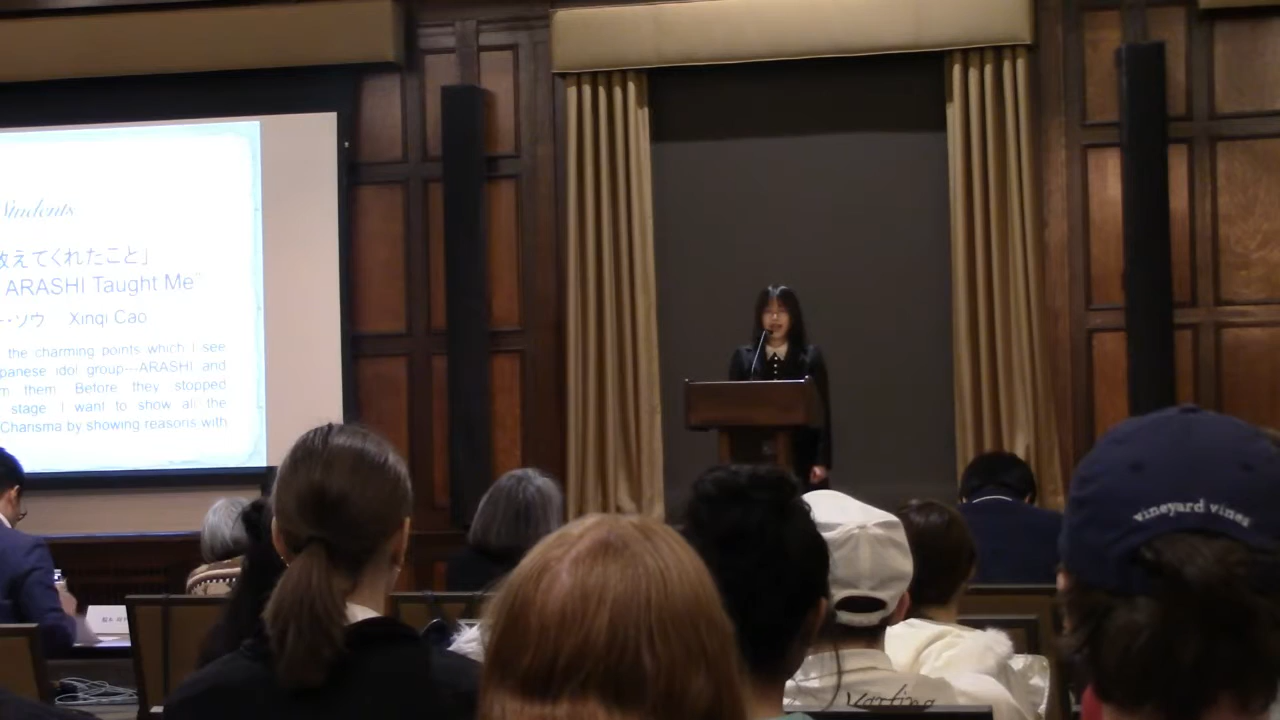 Students
教えてくれたこと」
ARASHI Taught Me"
ー・ソウ Xinqi Cao
the charming points which I see
panese idol group---ARASHI and
m them. Before they stopped
stage. I want to show all the
Charisma by showing reasons with
vineyard vines